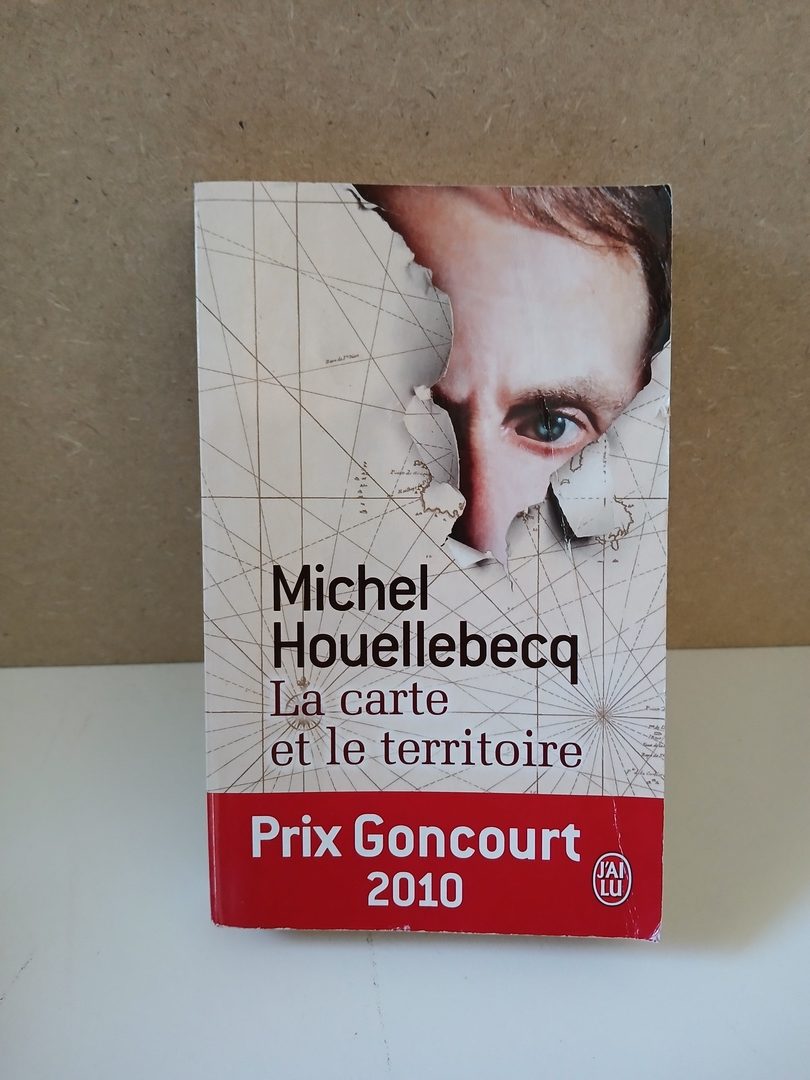 Michel
Houellebecq
La carte
et le territoire
Prix Goncourt
2010
J'AI
LU